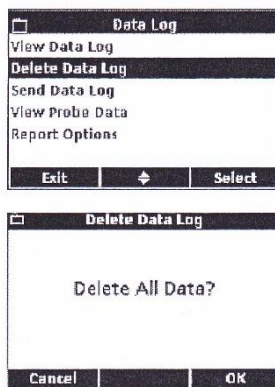 Data Log
View Data Log
Delete Data Log
Send Data Log
View Probe Data
Report Options
Exit Select
Delete Data Log
Delete All Data?
Cancel OK